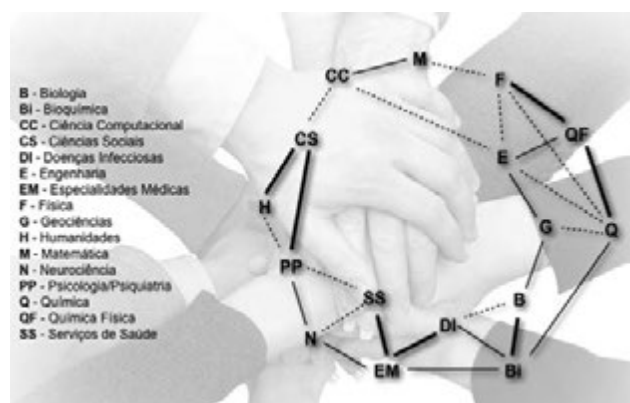 B - Biologia
Bi - Bioquímica
CC - Ciência Computacional
CS - Ciências Sociais
DI - Doenças Infecciosas
E - Engenharia
EM - Especialidades Médicas
F - Física
G - Geociências
H - Humanidades
M - Matemática
N - Neurociência
PP - Psicologia/Psiquiatria
Q - Química
QF - Química Física
SS - Serviços de Saúde
M
CC
F
CS
QF
E
H
G
Q
PP
SS
B
DI
N
EM
Bi